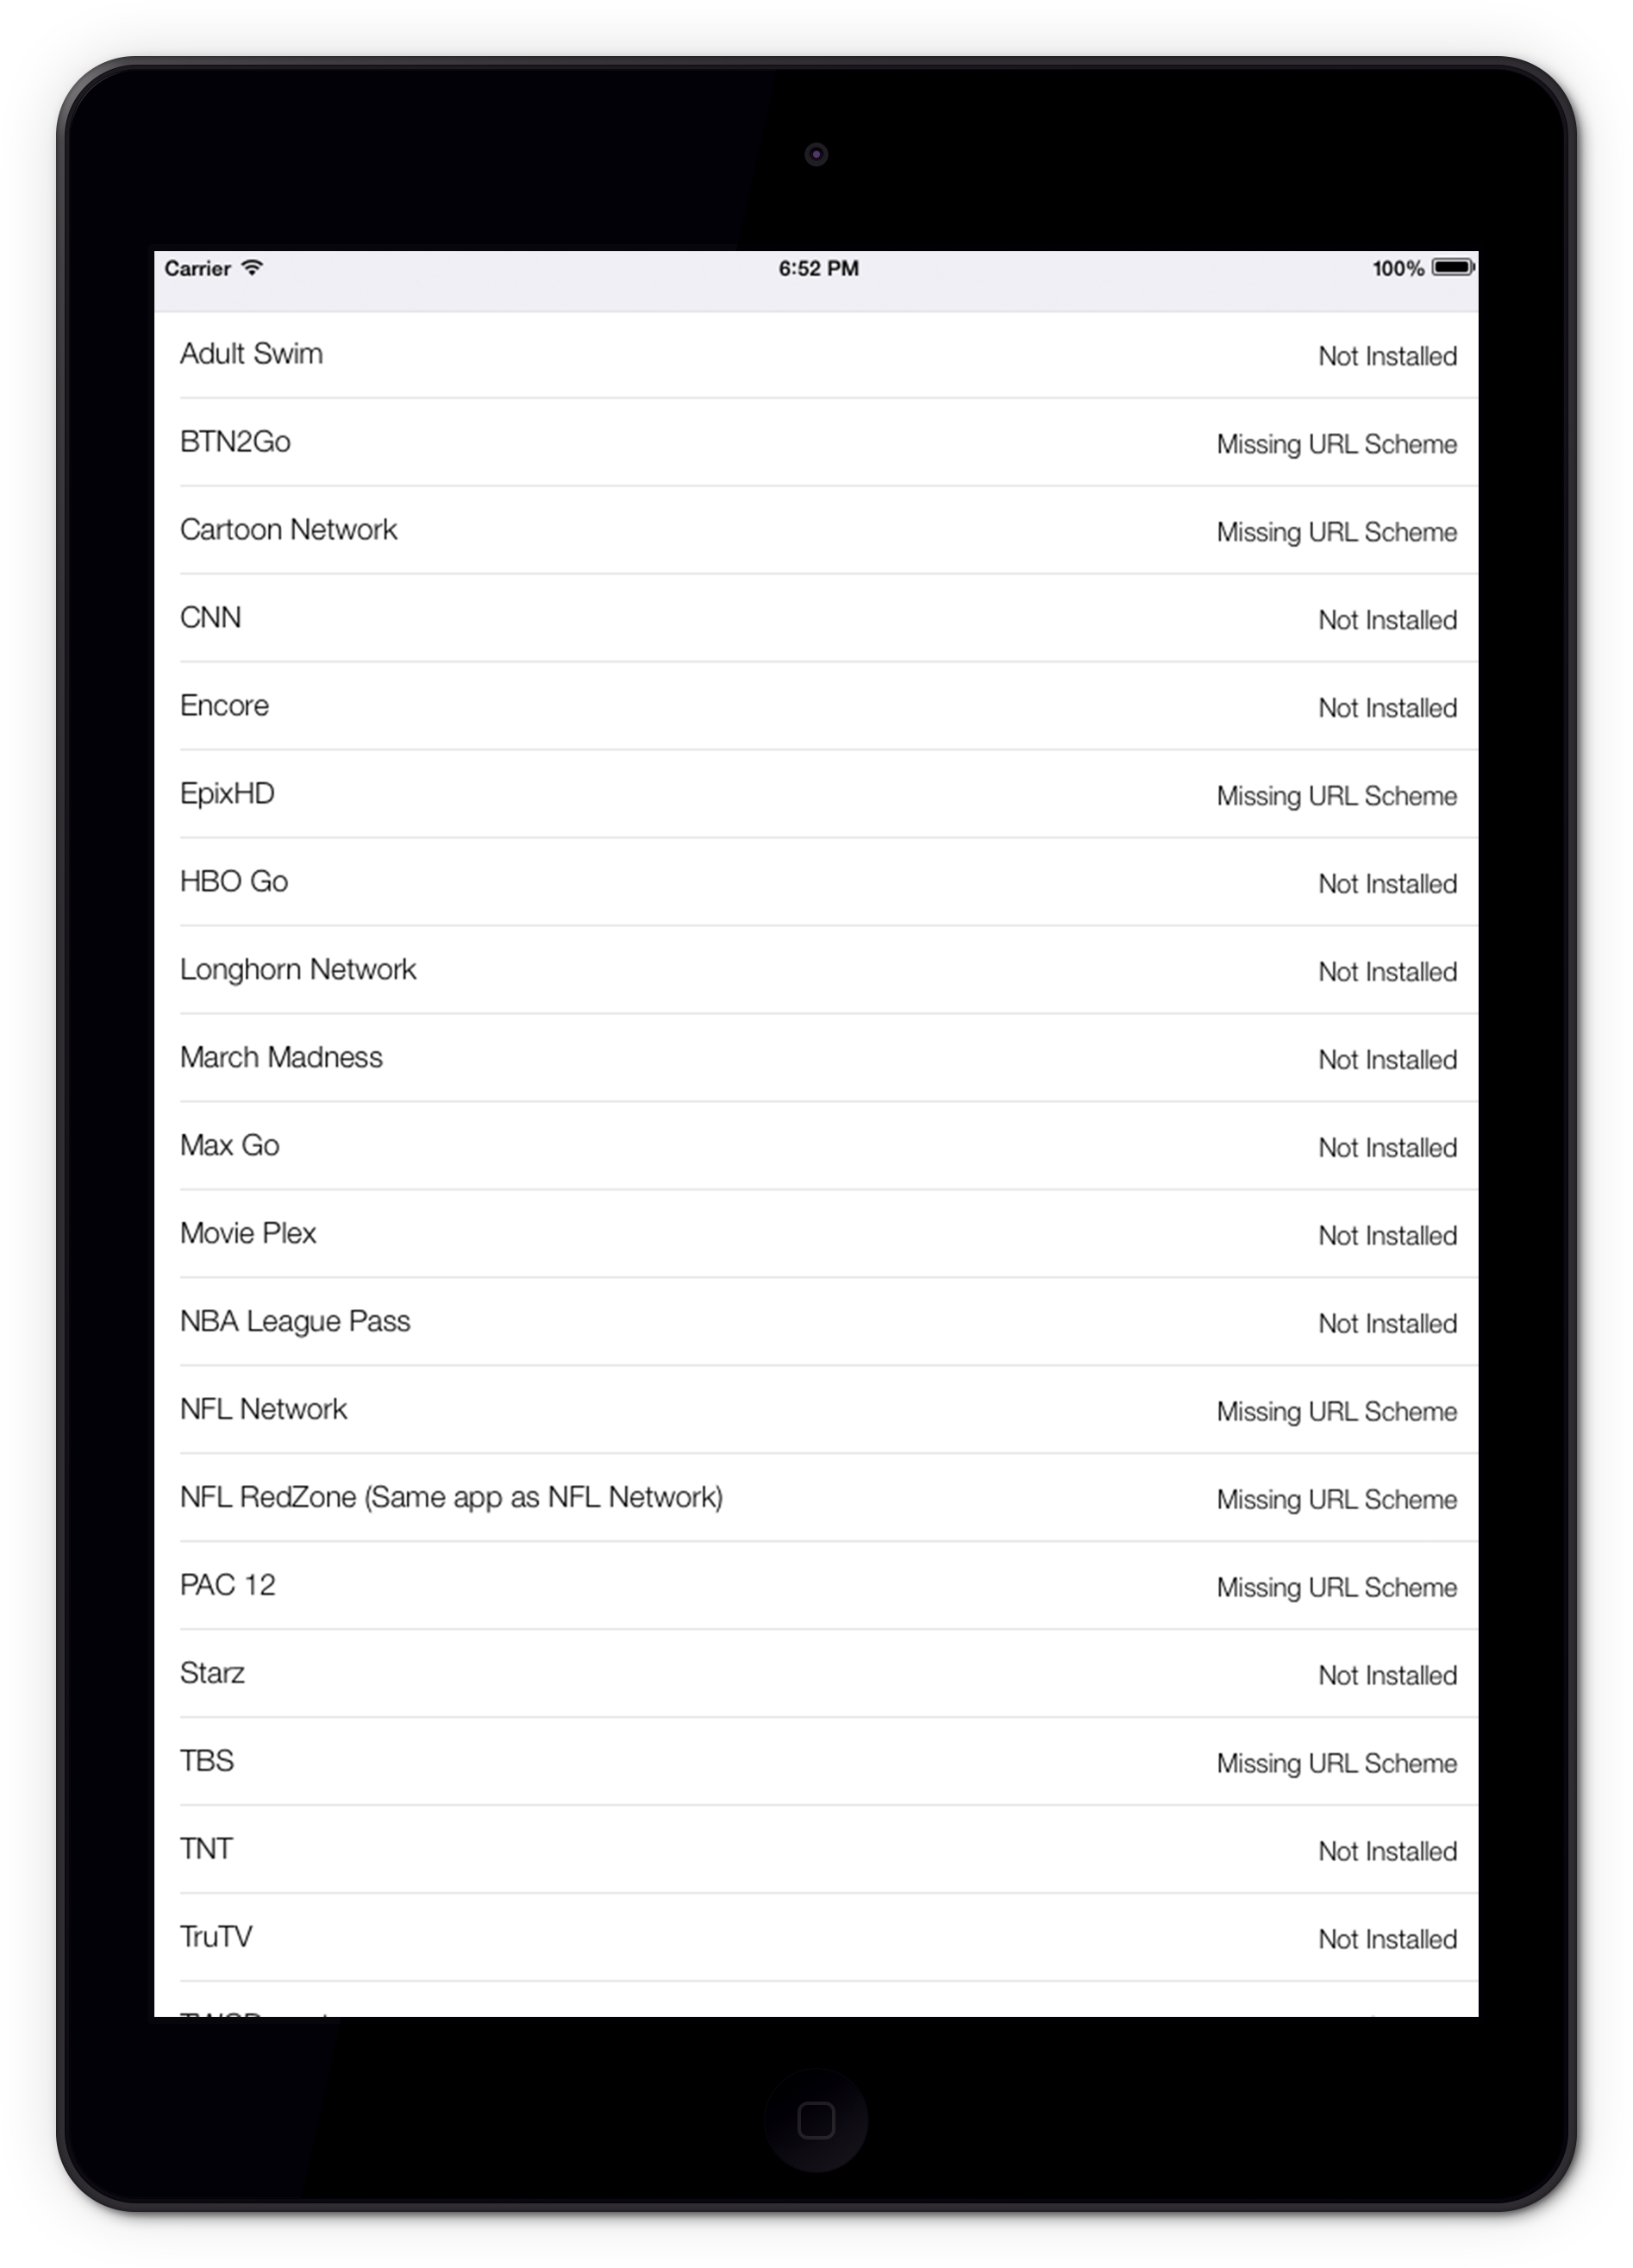 Carrier 6:52 PM 100%
Adult Swim Not Installed
BTN2Go Missing URL Scheme
Cartoon Network Missing URL Scheme
CNN Not Installed
Encore Not Installed
EpixHD Missing URL Scheme
HBO Go Not Installed
Longhorn Network Not Installed
March Madness Not Installed
Max Go Not Installed
Movie Plex Not Installed
NBA League Pass Not Installed
NFL Network Missing URL Scheme
NFL RedZone (Same app as NFL Network) Missing URL Scheme
PAC 12 Missing URL Scheme
Starz Not Installed
TBS Missing URL Scheme
TNT Not Installed
TruTV Not Installed